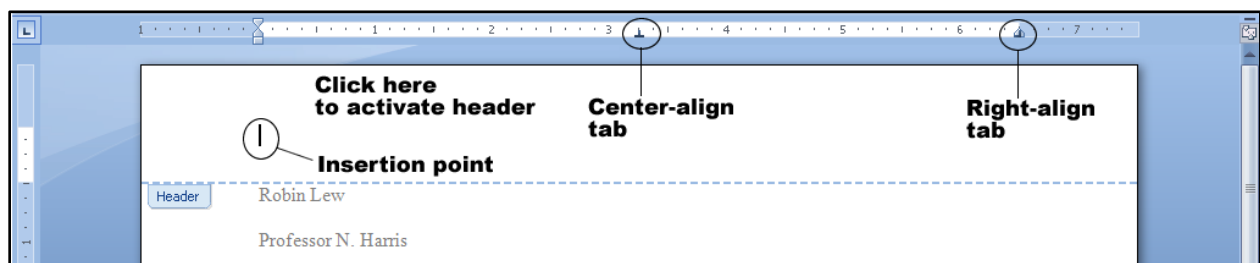 L 1 1 2 3 4 5 6 7
Click here
to activate header
Center-align
tab
Right-align
tab
Insertion point
Header
Robin Lew
Professor N. Harris
1